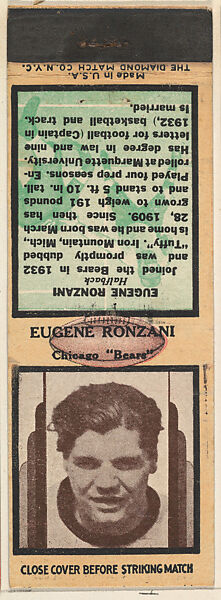 Made in U.S.A.
THE DIAMOND MATCH CO. N.Y.C.
EUGENE RONZANI
Halfback
Joined the Bears in 1932
and was promptly dubbed
"Tuffy". Iron Mountain, Mich.,
is home and he was born March
28, 1909. Since then has
grown to weigh 191 pounds
and to stand 5 ft. 10 in. tall.
Played four prep seasons. En-
rolled at Marquette University.
Has degree in law and nine
letters for football (Captain
1932,) basketball and track.
Is married.
EUGENE RONZANI
Chicago "Bears"
CLOSE COVER BEFORE STRIKING MATCH